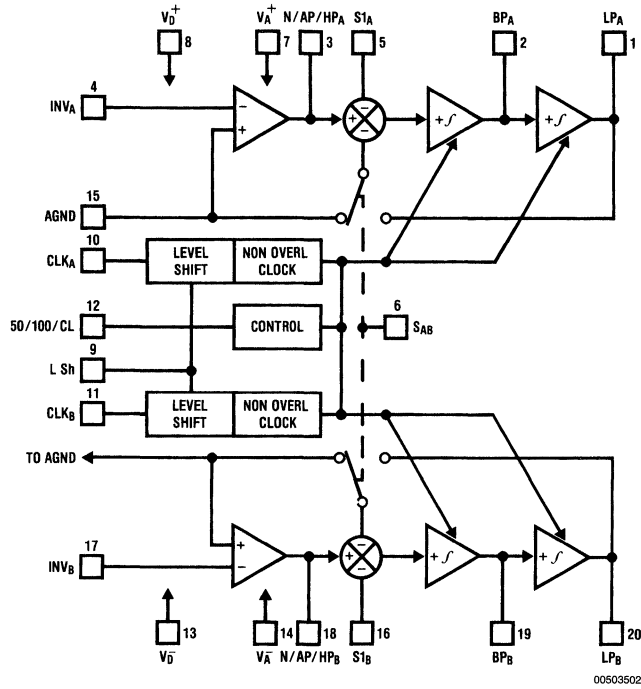 V_D^+ V_A^+ N/AP/HP_A S1_A BP_A LP_A
8 7 3 5 2 1
4
INV_A
− + + − − +∫ +∫
15
AGND
10
CLK_A
LEVEL SHIFT
NON OVERL CLOCK
12
50/100/CL
CONTROL
6
S_AB
9
L Sh
11
CLK_B
LEVEL SHIFT
NON OVERL CLOCK
TO AGND
17
INV_B
+ − + − − +∫ +∫
13 14 18 16 19 20
V_D^− V_A^− N/AP/HP_B S1_B BP_B LP_B
00503502